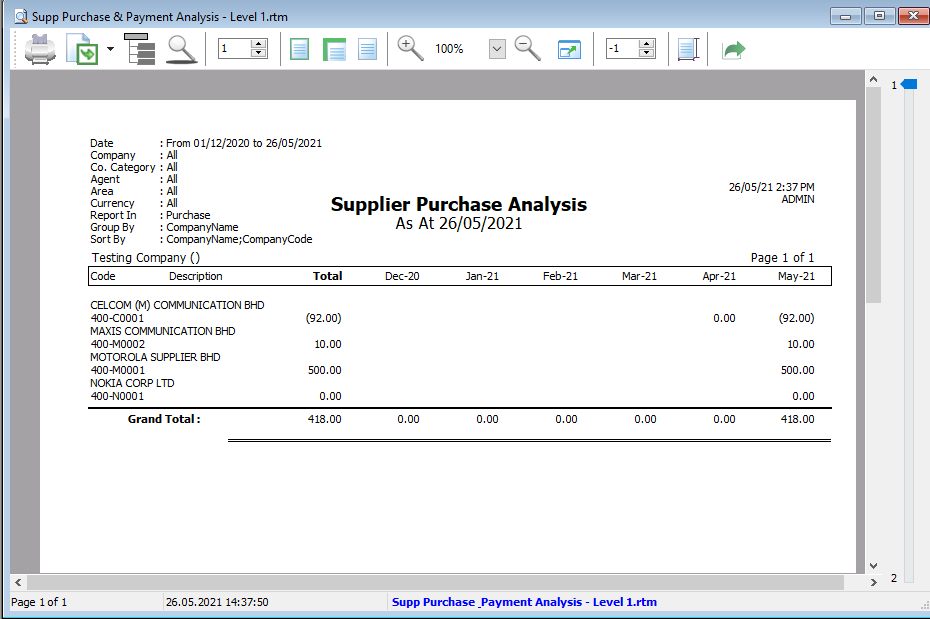 Supp Purchase & Payment Analysis - Level 1.rtm
1 100% -1
1
Date : From 01/12/2020 to 26/05/2021
Company : All
Co. Category : All
Agent : All
Area : All
Currency : All
Report In : Purchase
Group By : CompanyName
Sort By : CompanyName;CompanyCode
26/05/21 2:37 PM
ADMIN
Supplier Purchase Analysis
As At 26/05/2021
Testing Company () Page 1 of 1
Code Description Total Dec-20 Jan-21 Feb-21 Mar-21 Apr-21 May-21
CELCOM (M) COMMUNICATION BHD
400-C0001 (92.00) 0.00 (92.00)
MAXIS COMMUNICATION BHD
400-M0002 10.00 10.00
MOTOROLA SUPPLIER BHD
400-M0001 500.00 500.00
NOKIA CORP LTD
400-N0001 0.00 0.00
Grand Total : 418.00 0.00 0.00 0.00 0.00 0.00 418.00
2
Page 1 of 1 26.05.2021 14:37:50 Supp Purchase _Payment Analysis - Level 1.rtm